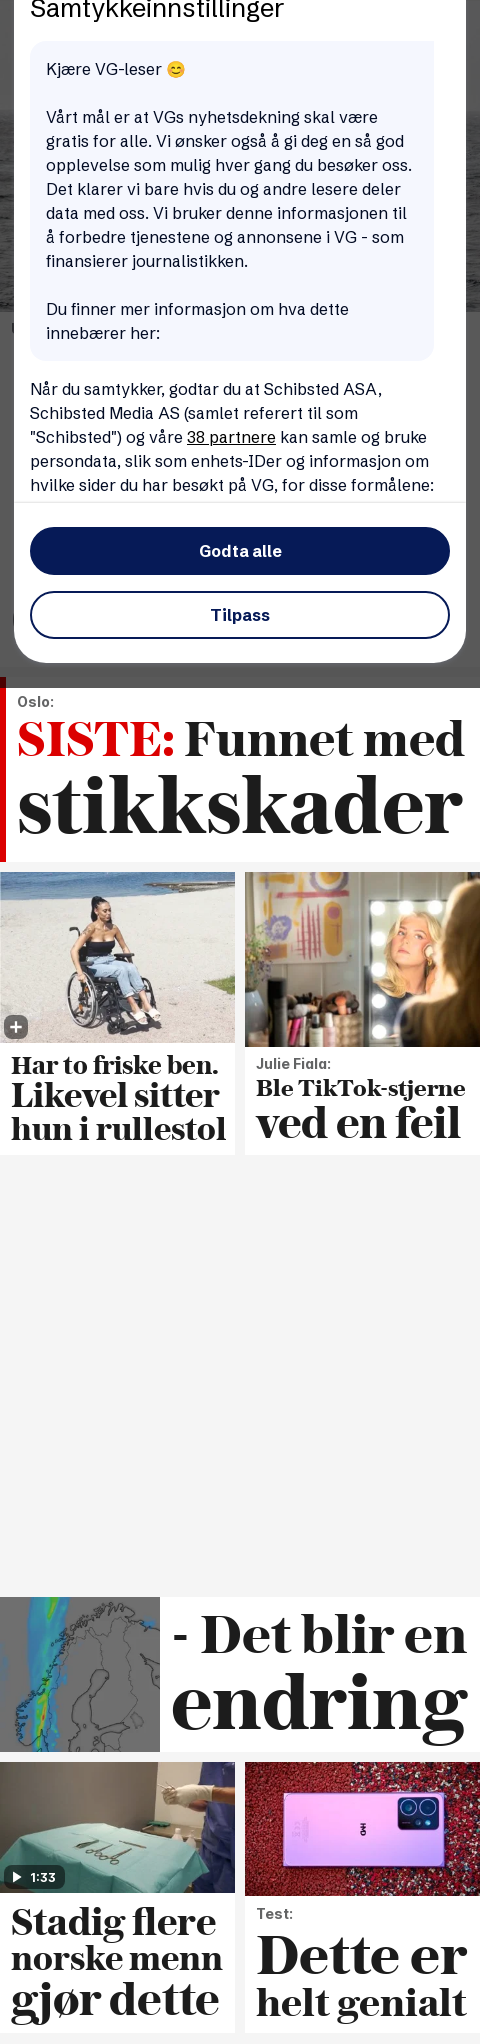 Samtykkeinnstillinger
Kjære VG-leser 😊
Vårt mål er at VGs nyhetsdekning skal være
gratis for alle. Vi ønsker også å gi deg en så god
opplevelse som mulig hver gang du besøker oss.
Det klarer vi bare hvis du og andre lesere deler
data med oss. Vi bruker denne informasjonen til
å forbedre tjenestene og annonsene i VG - som
finansierer journalistikken.
Du finner mer informasjon om hva dette
innebærer her:
Når du samtykker, godtar du at Schibsted ASA,
Schibsted Media AS (samlet referert til som
"Schibsted") og våre 38 partnere kan samle og bruke
persondata, slik som enhets-IDer og informasjon om
hvilke sider du har besøkt på VG, for disse formålene:
Godta alle
Tilpass
Oslo:
SISTE: Funnet med
stikkskader
Har to friske ben.
Likevel sitter
hun i rullestol
Julie Fiala:
Ble TikTok-stjerne
ved en feil
- Det blir en
endring
1:33
Stadig flere
norske menn
gjør dette
HMD
Test:
Dette er
helt genialt